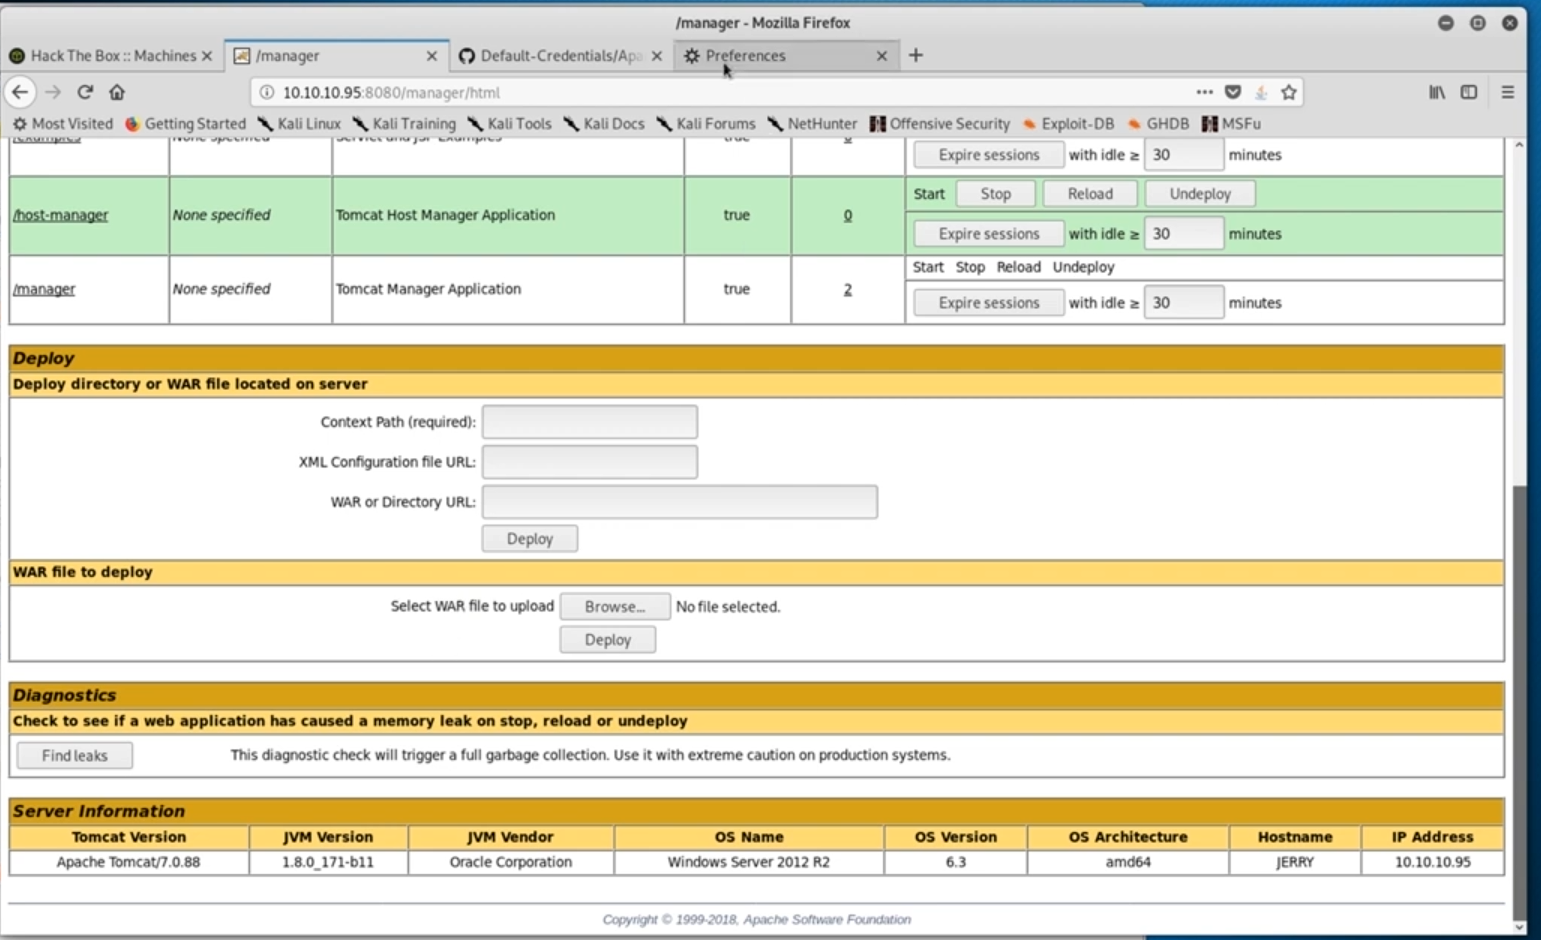 /manager - Mozilla Firefox
Hack The Box :: Machines
/manager
Default-Credentials/Apa
Preferences
10.10.10.95:8080/manager/html
Most Visited Getting Started Kali Linux Kali Training Kali Tools Kali Docs Kali Forums NetHunter Offensive Security Exploit-DB GHDB MSFu
/examples None specified Servlet and JSP Examples true 0
Expire sessions with idle ≥ 30 minutes
/host-manager None specified Tomcat Host Manager Application true 0
Start Stop Reload Undeploy
Expire sessions with idle ≥ 30 minutes
/manager None specified Tomcat Manager Application true 2
Start Stop Reload Undeploy
Expire sessions with idle ≥ 30 minutes
Deploy
Deploy directory or WAR file located on server
Context Path (required):
XML Configuration file URL:
WAR or Directory URL:
Deploy
WAR file to deploy
Select WAR file to upload Browse... No file selected.
Deploy
Diagnostics
Check to see if a web application has caused a memory leak on stop, reload or undeploy
Find leaks This diagnostic check will trigger a full garbage collection. Use it with extreme caution on production systems.
Server Information
Tomcat Version JVM Version JVM Vendor OS Name OS Version OS Architecture Hostname IP Address
Apache Tomcat/7.0.88 1.8.0_171-b11 Oracle Corporation Windows Server 2012 R2 6.3 amd64 JERRY 10.10.10.95
Copyright © 1999-2018, Apache Software Foundation